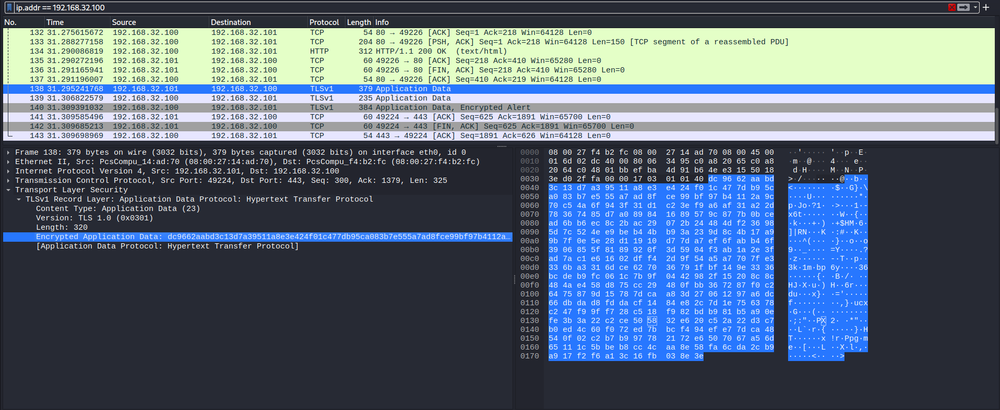 ip.addr == 192.168.32.100
No. Time Source Destination Protocol Length Info
132 31.275615672 192.168.32.100 192.168.32.101 TCP 54 80 → 49226 [ACK] Seq=1 Ack=218 Win=64128 Len=0
133 31.288277158 192.168.32.100 192.168.32.101 TCP 204 80 → 49226 [PSH, ACK] Seq=1 Ack=218 Win=64128 Len=150 [TCP segment of a reassembled PDU]
134 31.290086819 192.168.32.100 192.168.32.101 HTTP 312 HTTP/1.1 200 OK  (text/html)
135 31.290272196 192.168.32.101 192.168.32.100 TCP 60 49226 → 80 [ACK] Seq=218 Ack=410 Win=65280 Len=0
136 31.291165941 192.168.32.101 192.168.32.100 TCP 60 49226 → 80 [FIN, ACK] Seq=218 Ack=410 Win=65280 Len=0
137 31.291196007 192.168.32.100 192.168.32.101 TCP 54 80 → 49226 [ACK] Seq=410 Ack=219 Win=64128 Len=0
138 31.295241768 192.168.32.101 192.168.32.100 TLSv1 379 Application Data
139 31.306822579 192.168.32.100 192.168.32.101 TLSv1 235 Application Data
140 31.309391032 192.168.32.100 192.168.32.101 TLSv1 384 Application Data, Encrypted Alert
141 31.309585496 192.168.32.101 192.168.32.100 TCP 60 49224 → 443 [ACK] Seq=625 Ack=1891 Win=65700 Len=0
142 31.309685213 192.168.32.101 192.168.32.100 TCP 60 49224 → 443 [FIN, ACK] Seq=625 Ack=1891 Win=65700 Len=0
143 31.309698969 192.168.32.100 192.168.32.101 TCP 54 443 → 49224 [ACK] Seq=1891 Ack=626 Win=64128 Len=0
Frame 138: 379 bytes on wire (3032 bits), 379 bytes captured (3032 bits) on interface eth0, id 0
Ethernet II, Src: PcsCompu_14:ad:70 (08:00:27:14:ad:70), Dst: PcsCompu_f4:b2:fc (08:00:27:f4:b2:fc)
Internet Protocol Version 4, Src: 192.168.32.101, Dst: 192.168.32.100
Transmission Control Protocol, Src Port: 49224, Dst Port: 443, Seq: 300, Ack: 1379, Len: 325
Transport Layer Security
TLSv1 Record Layer: Application Data Protocol: Hypertext Transfer Protocol
Content Type: Application Data (23)
Version: TLS 1.0 (0x0301)
Length: 320
Encrypted Application Data: dc9662aabd3c13d7a39511a8e3e424f01c477db95ca083b7e555a7ad8fce99bf97b4112a…
[Application Data Protocol: Hypertext Transfer Protocol]
0000 08 00 27 f4 b2 fc 08 00 27 14 ad 70 08 00 45 00 ··'····· '··p··E·
0010 01 6d 02 dc 40 00 80 06 34 95 c0 a8 20 65 c0 a8 ·m··@··· 4··· e··
0020 20 64 c0 48 01 bb ef ba 4d 91 b6 4e e3 15 50 18  d·H···· M··N··P·
0030 3e d0 2f fa 00 00 17 03 01 01 40 dc 96 62 aa bd >·/····· ··@··b··
0040 3c 13 d7 a3 95 11 a8 e3 e4 24 f0 1c 47 7d b9 5c <······· ·$··G}·\
0050 a0 83 b7 e5 55 a7 ad 8f ce 99 bf 97 b4 11 2a 9c ····U··· ······*·
0060 70 c5 4a 6f 94 3f 31 d1 c2 3e f9 a6 af 31 a2 2d p·Jo·?1· ·>···1·-
0070 78 36 74 85 d7 a0 89 84 16 89 57 9c 87 7b 0b ce x6t····· ··W··{··
0080 ad 6b b6 ec 8c 2b ac 29 07 2b 24 48 4d f2 36 98 ·k···+·) ·+$HM·6·
0090 5d 7c 52 4e e9 be b4 4b b9 3a 23 9d 8c 4b 17 a9 ]|RN···K ·:#··K··
00a0 9b 7f 0e 5e 28 d1 19 10 d7 7d a7 ef 6f ab b4 6f ···^(··· ·}··o··o
00b0 39 06 85 5f 81 89 92 0f 3d 59 04 f3 ab 1a 2e 3f 9··_···· =Y····.?
00c0 ad 7a c1 e6 16 02 df f4 2d 9f 54 a5 a7 70 7f e3 ·z······ -·T··p··
00d0 33 6b a3 31 6d ce 62 70 36 79 1f bf 14 9e 33 36 3k·1m·bp 6y····36
00e0 bc de b9 fc 06 1c 7b 9f 04 42 98 2f 15 20 8c 8c ······{· ·B·/· ··
00f0 48 4a e4 58 d8 75 cc 29 48 0f bb 36 72 87 f0 c2 HJ·X·u·) H··6r···
0100 64 75 87 9d 15 78 7d ca a8 3d 27 06 12 97 a6 dc du···x}· ·='·····
0110 66 db da d8 fd da cf 14 84 e8 2c 7d 1e 75 63 78 f······· ··,}·ucx
0120 c2 47 f9 9f f7 28 c5 18 f9 82 bd b9 81 b5 a9 0e ·G···(·· ········
0130 fe 3b 3a 22 c2 ce 50 58 32 e6 20 c5 2a 22 d3 c7 ·;:"··PX 2· ·*"··
0140 b0 ed 4c 60 f0 72 ed 7b bc f4 94 ef e7 7d ca 48 ··L`·r·{ ·····}·H
0150 54 0f 02 c2 b7 b9 97 78 21 72 e6 50 70 67 a5 6d T······x !r·Ppg·m
0160 65 11 1c 5b be b8 cc 4c aa 8e 58 fa 6c da 2c b9 e··[···L ··X·l·,·
0170 a9 17 f2 f6 a1 3c 16 fb 03 8e 3e ·····<·· ··>